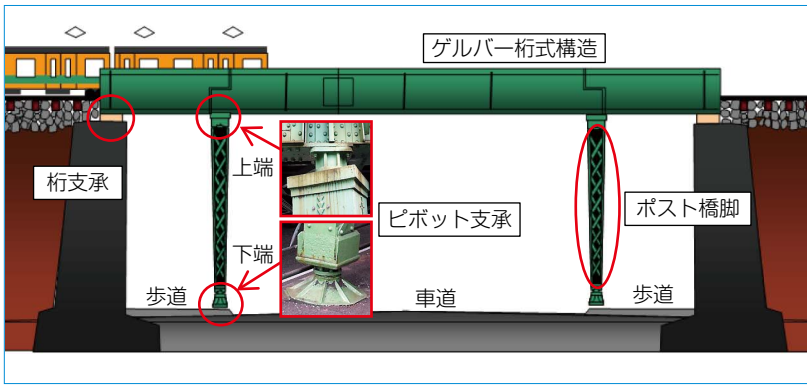 ゲルバー桁式構造
桁支承
上端
ピボット支承
ポスト橋脚
下端
歩道
車道
歩道